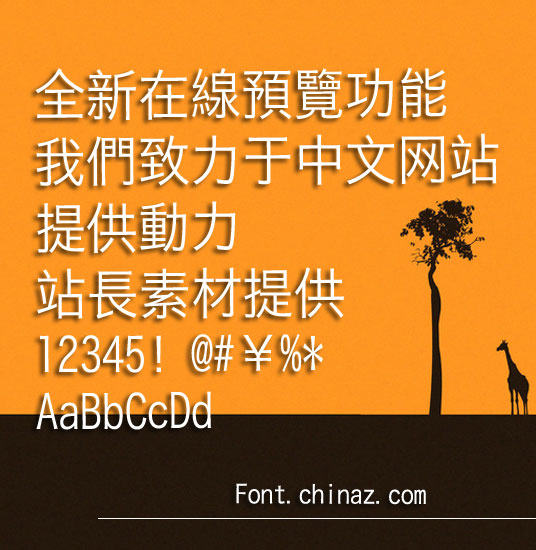 全新在線預覽功能
我們致力于中文网站
提供動力
站長素材提供
12345! @#￥%*
AaBbCcDd
Font.chinaz.com